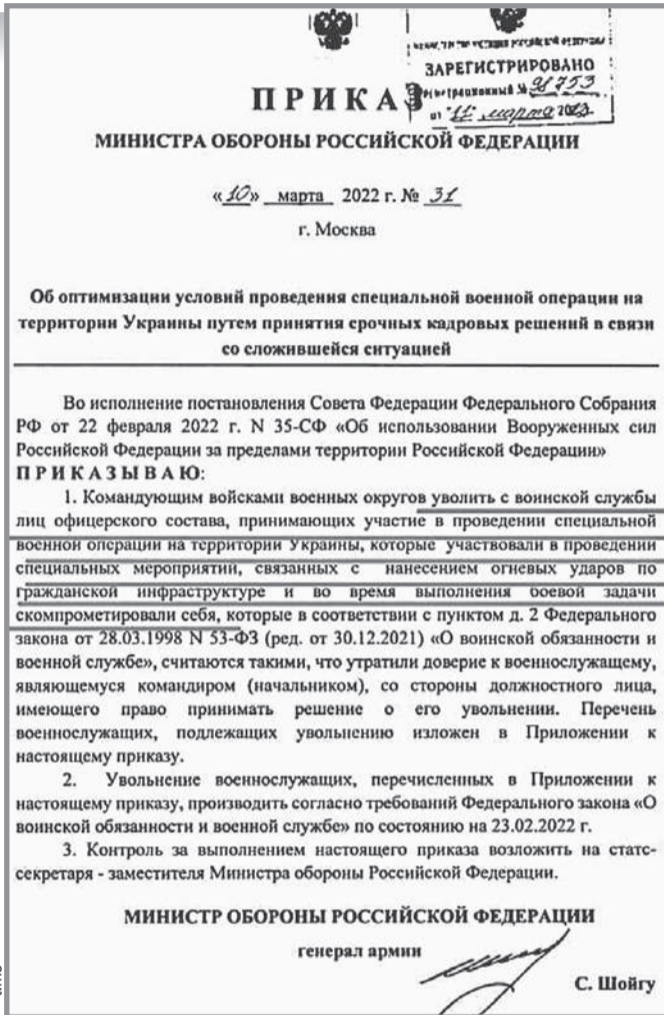 ЗАРЕГИСТРИРОВАНО
ПРИКАЗ
от "11" марта 2022.
МИНИСТРА ОБОРОНЫ РОССИЙСКОЙ ФЕДЕРАЦИИ
«10» марта 2022 г. № 31
г. Москва
Об оптимизации условий проведения специальной военной операции на
территории Украины путем принятия срочных кадровых решений в связи
со сложившейся ситуацией
Во исполнение постановления Совета Федерации Федерального Собрания
РФ от 22 февраля 2022 г. N 35-СФ «Об использовании Вооруженных сил
Российской Федерации за пределами территории Российской Федерации»
П Р И К А З Ы В А Ю:
1. Командующим войсками военных округов уволить с воинской службы
лиц офицерского состава, принимающих участие в проведении специальной
военной операции на территории Украины, которые участвовали в проведении
специальных мероприятий, связанных с нанесением огневых ударов по
гражданской инфраструктуре и во время выполнения боевой задачи
скомпрометировали себя, которые в соответствии с пунктом д. 2 Федерального
закона от 28.03.1998 N 53-ФЗ (ред. от 30.12.2021) «О воинской обязанности и
военной службе», считаются такими, что утратили доверие к военнослужащему,
являющемуся командиром (начальником), со стороны должностного лица,
имеющего право принимать решение о его увольнении. Перечень
военнослужащих, подлежащих увольнению изложен в Приложении к
настоящему приказу.
2. Увольнение военнослужащих, перечисленных в Приложении к
настоящему приказу, производить согласно требований Федерального закона «О
воинской обязанности и военной службе» по состоянию на 23.02.2022 г.
3. Контроль за выполнением настоящего приказа возложить на статс-
секретаря - заместителя Министра обороны Российской Федерации.
МИНИСТР ОБОРОНЫ РОССИЙСКОЙ ФЕДЕРАЦИИ
генерал армии
С. Шойгу